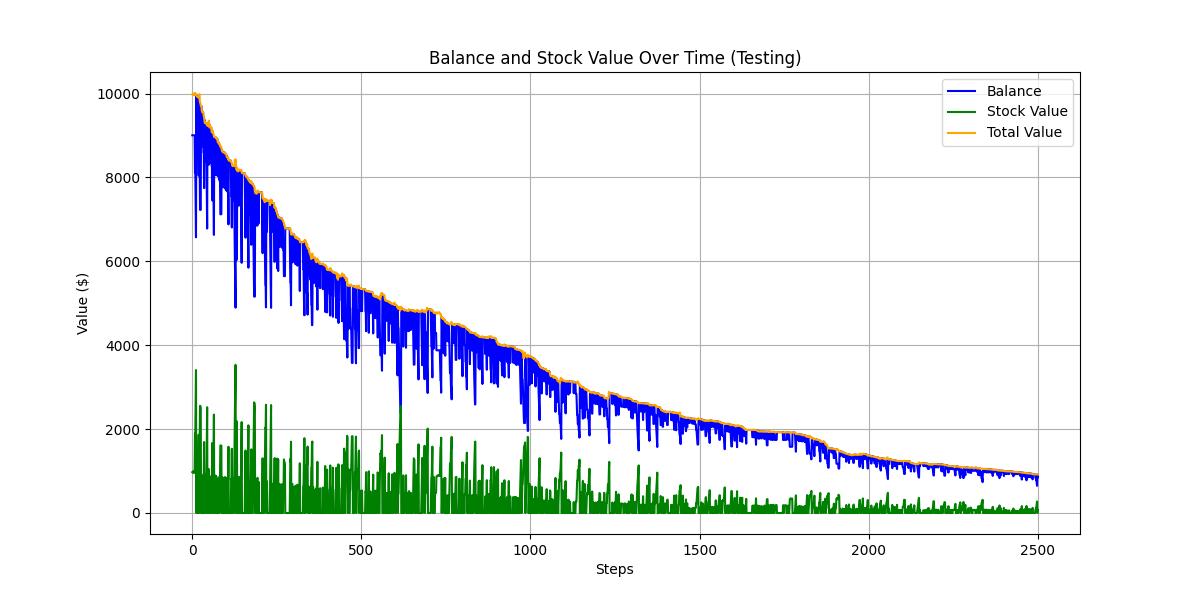 Balance and Stock Value Over Time (Testing)
Balance
Stock Value
Total Value
Value ($)
10000
8000
6000
4000
2000
0
0 500 1000 1500 2000 2500
Steps